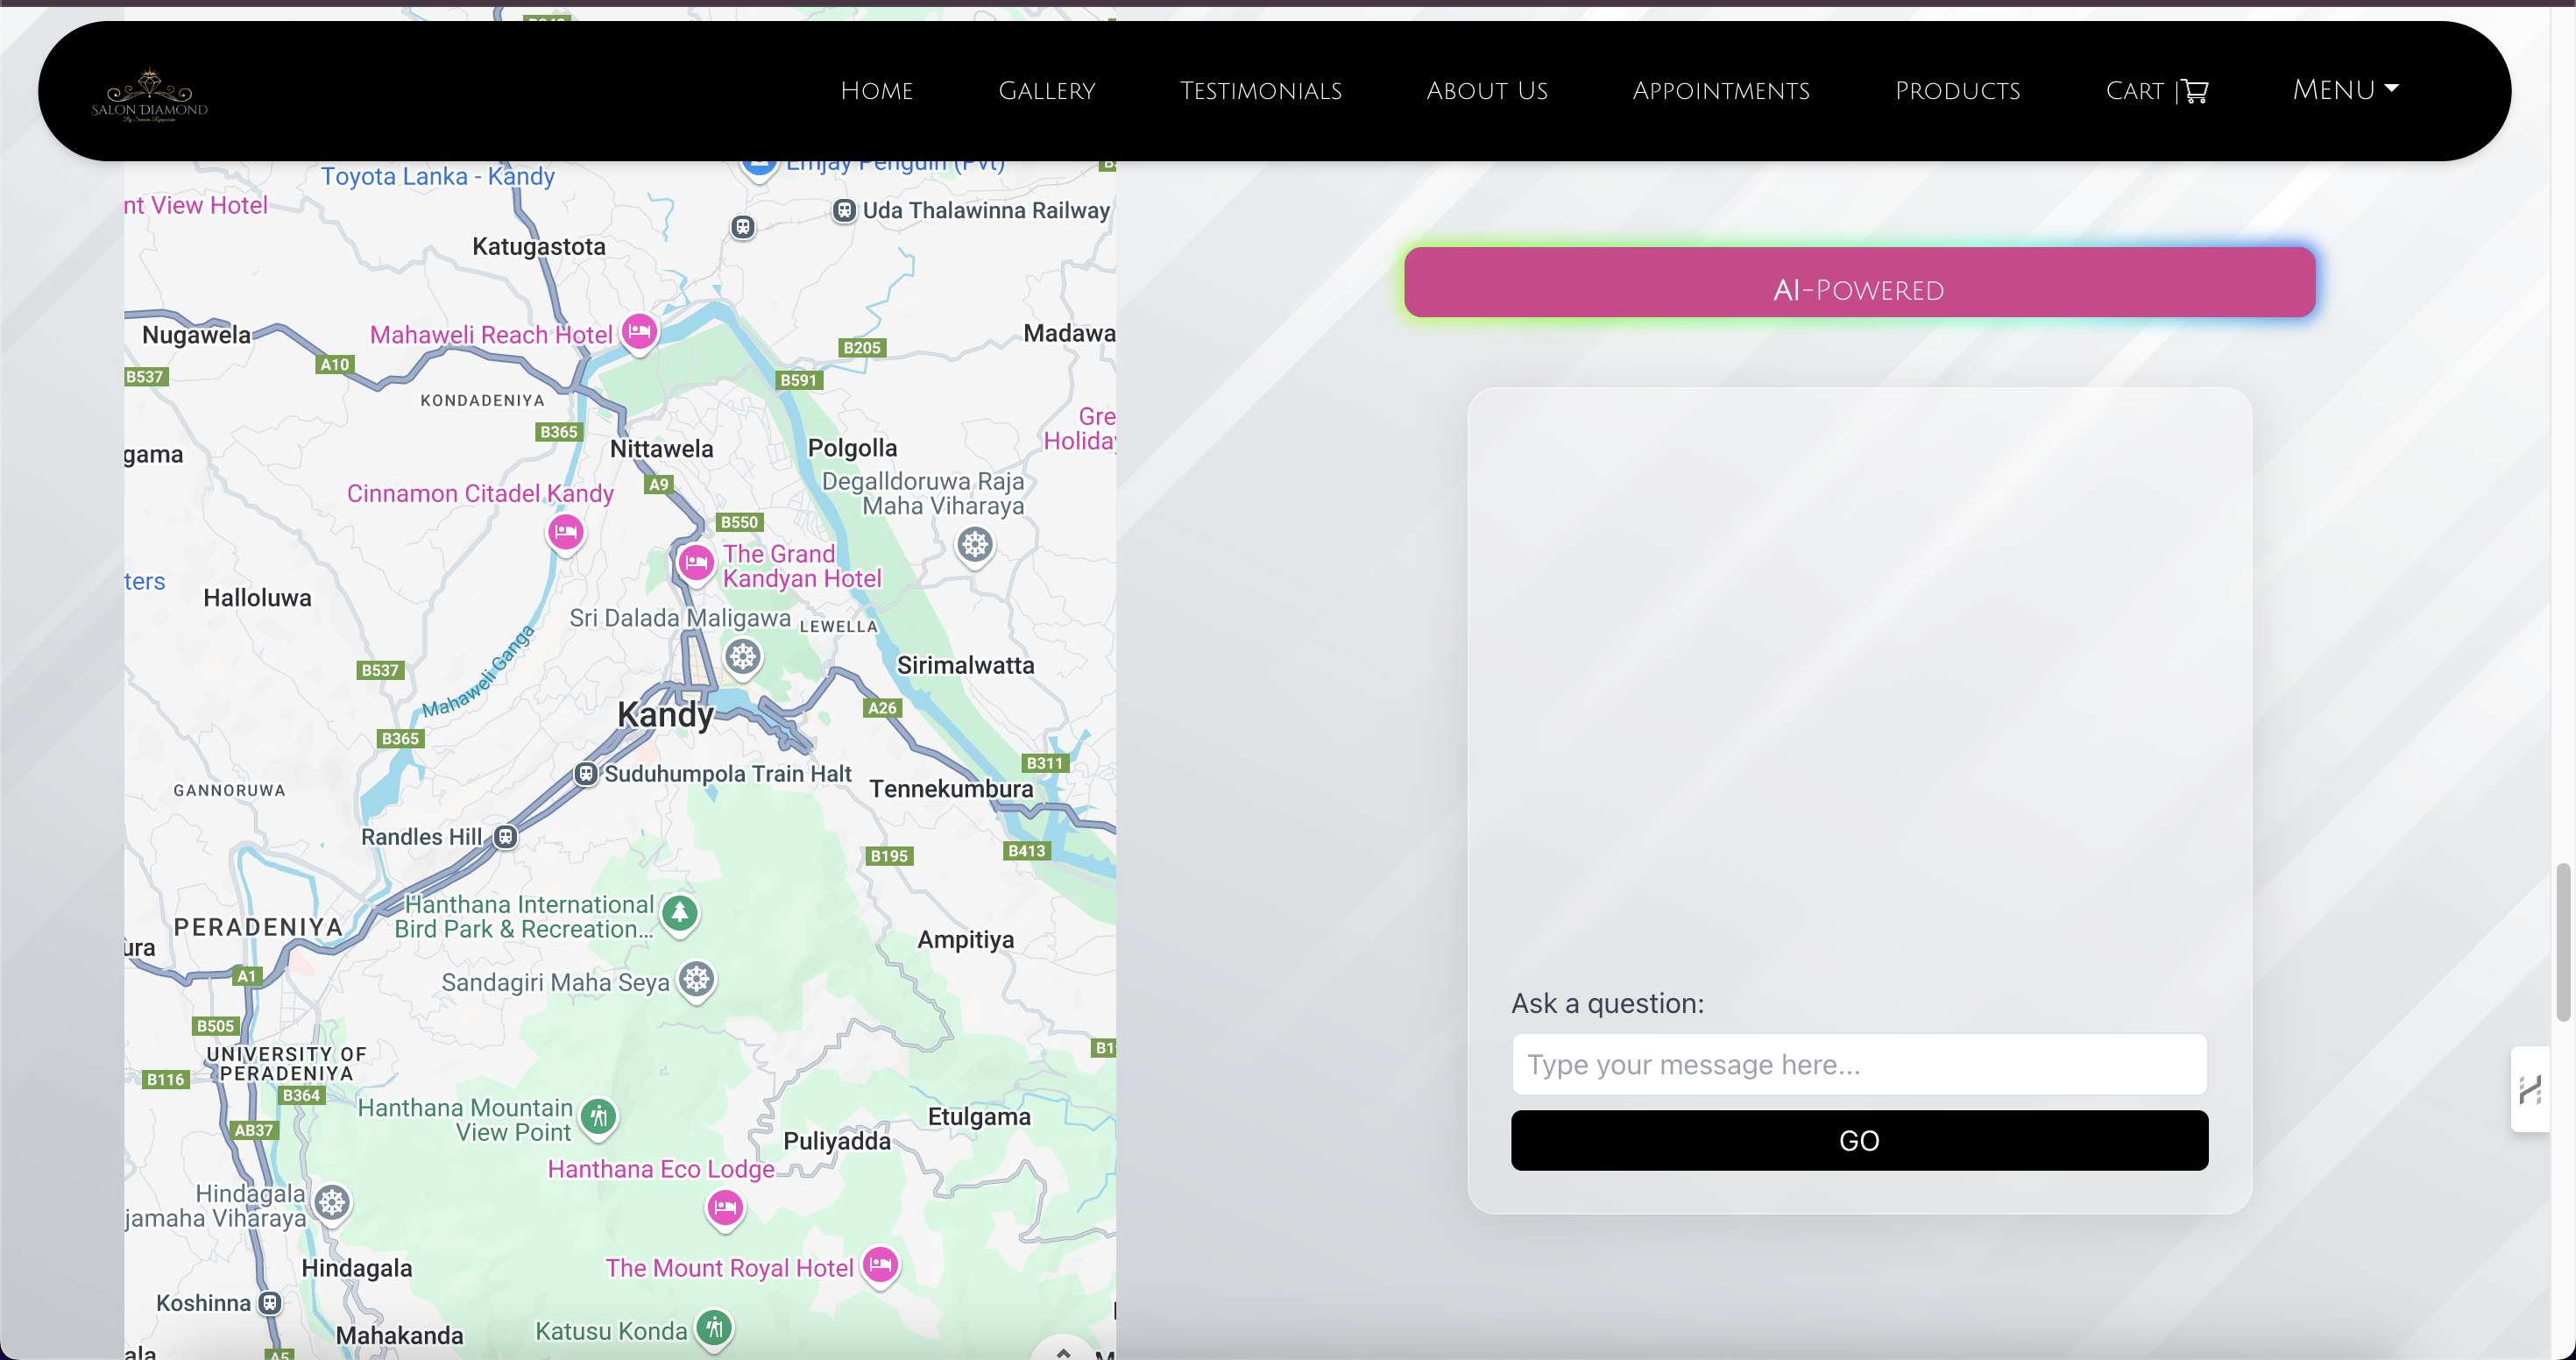 SALON DIAMOND
HOME
GALLERY
TESTIMONIALS
ABOUT US
APPOINTMENTS
PRODUCTS
CART |
MENU
Toyota Lanka - Kandy
Emjay Penguin (Pvt)
nt View Hotel
Uda Thalawinna Railway
Katugastota
Nugawela
Mahaweli Reach Hotel
Madawa
B205
A10
B537
B591
KONDADENIYA
Gre
Holiday
B365
Nittawela
Polgolla
gama
Degalldoruwa Raja
Maha Viharaya
A9
Cinnamon Citadel Kandy
B550
The Grand
Kandyan Hotel
ters
Halloluwa
Sri Dalada Maligawa
LEWELLA
Mahaweli Ganga
B537
Sirimalwatta
Kandy
A26
B365
B311
Suduhumpola Train Halt
Tennekumbura
GANNORUWA
Randles Hill
B195
B413
Hanthana International
Bird Park & Recreation...
PERADENIYA
ura
Ampitiya
A1
Sandagiri Maha Seya
B505
UNIVERSITY OF
PERADENIYA
B1
B116
B364
Hanthana Mountain
View Point
Etulgama
AB37
Puliyadda
Hanthana Eco Lodge
Hindagala
jamaha Viharaya
Hindagala
The Mount Royal Hotel
Koshinna
Katusu Konda
Mahakanda
ala
A5
AI-POWERED
Ask a question:
Type your message here...
GO